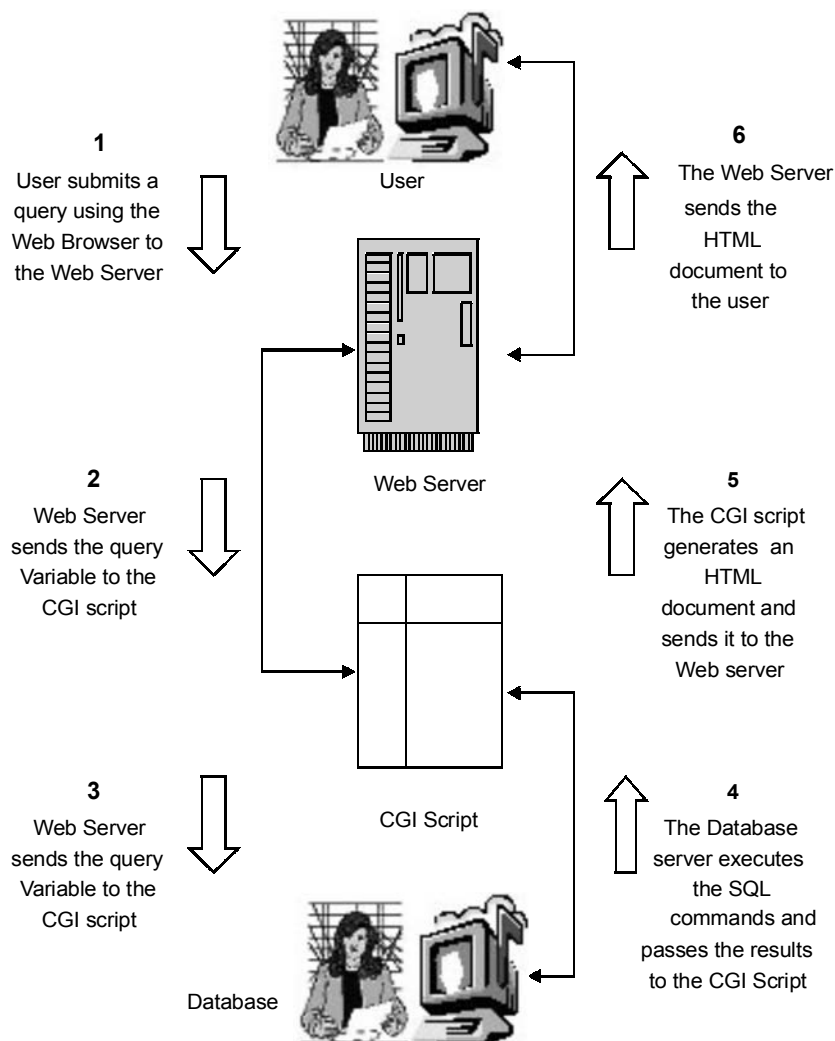 1
User submits a
query using the
Web Browser to
the Web Server
User
6
The Web Server
sends the
HTML
document to
the user
Web Server
2
Web Server
sends the query
Variable to the
CGI script
5
The CGI script
generates an
HTML
document and
sends it to the
Web server
3
Web Server
sends the query
Variable to the
CGI script
CGI Script
4
The Database
server executes
the SQL
commands and
passes the results
to the CGI Script
Database